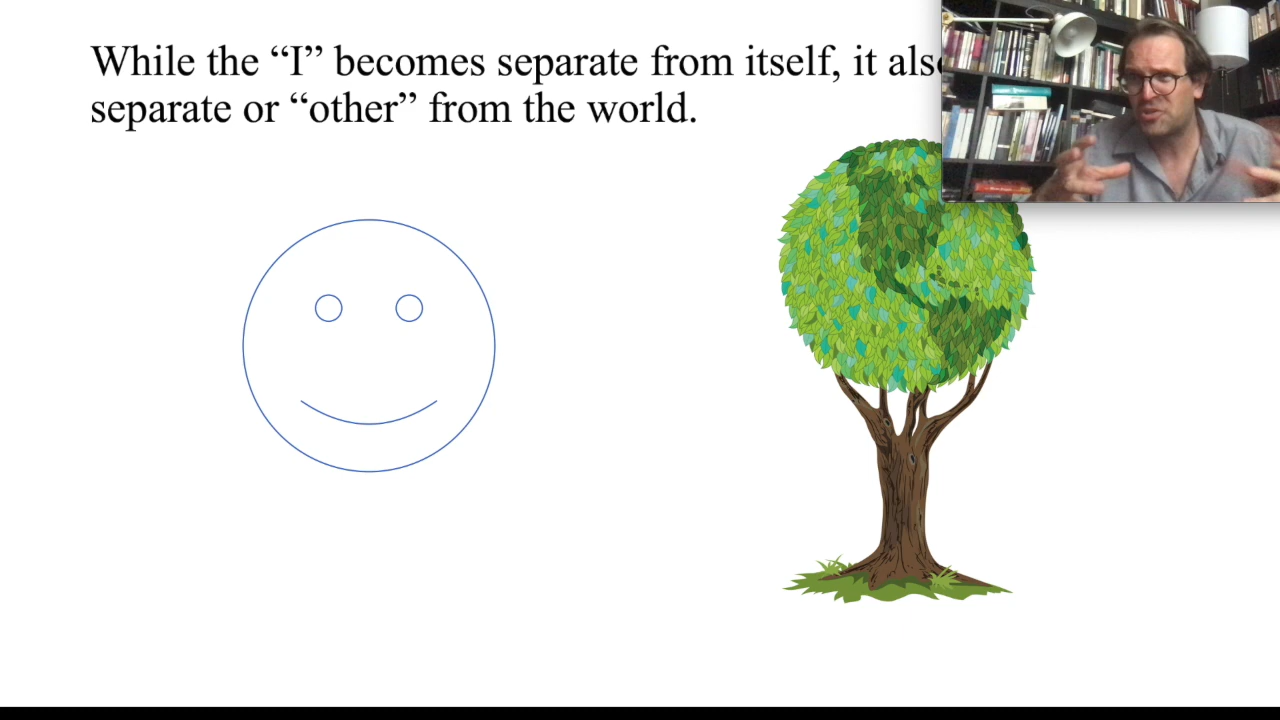 While the “I” becomes separate from itself, it
separate or “other” from the world.